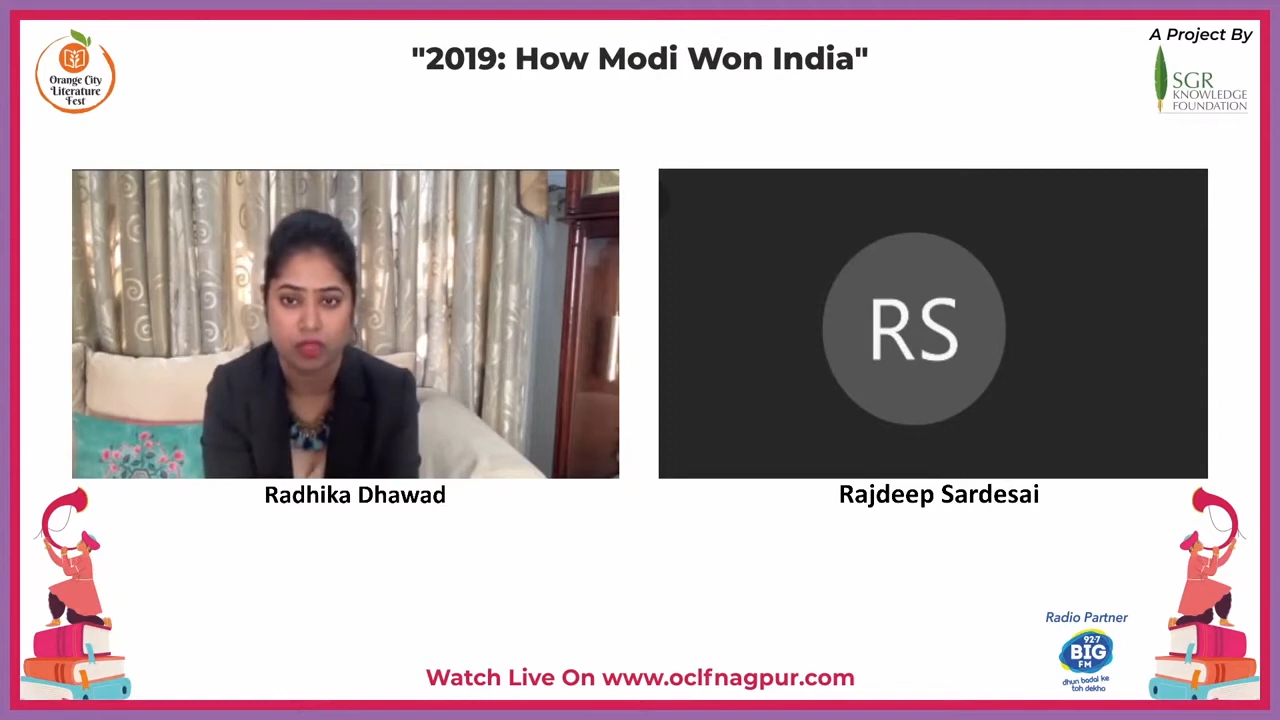 "2019: How Modi Won India"
Orange City
Literature
Fest
A Project By
SGR
KNOWLEDGE
FOUNDATION
RS
Radhika Dhawad
Rajdeep Sardesai
Radio Partner
92.7
BIG
FM
dhun badal ke
toh dekho
Watch Live On www.oclfnagpur.com